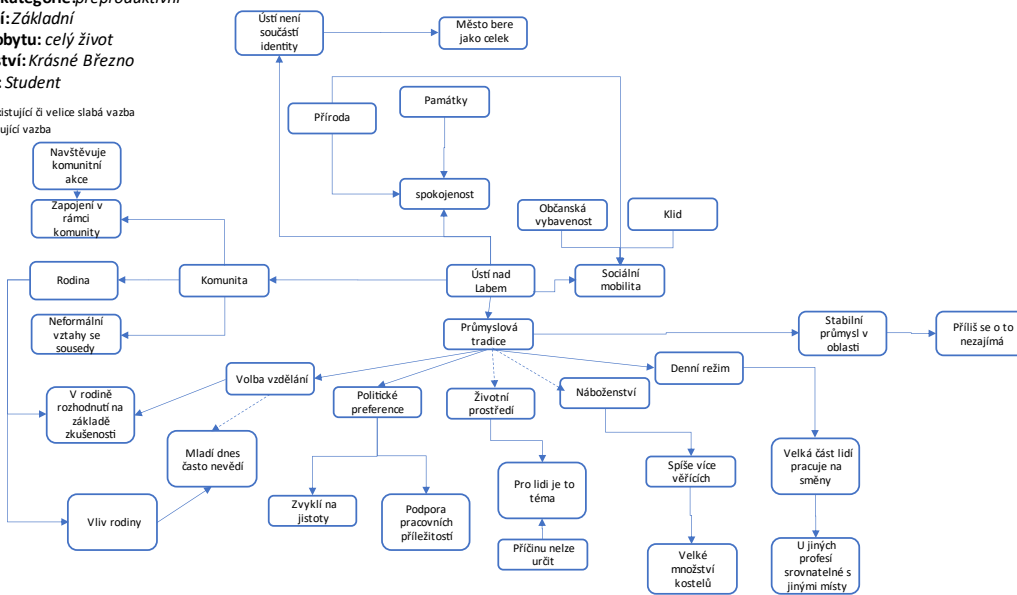 kategorie:preproduktivní
í:Základní
obytu: celý život
ství: Krásné Březno
: Student
xistující či velice slabá vazba
ující vazba
Ústí není
součástí
identity
Město bere
jako celek
Památky
Příroda
Navštěvuje
komunitní
akce
spokojenost
Občanská
vybavenost
Klid
Zapojení v
rámci
komunity
Rodina
Komunita
Ústí nad
Labem
Sociální
mobilita
Neformální
vztahy se
sousedy
Průmyslová
tradice
Stabilní
průmysl v
oblasti
Příliš se o to
nezajímá
Volba vzdělání
Politické
preference
Životní
prostředí
Náboženství
Denní režim
V rodině
rozhodnutí na
základě
zkušeností
Mladí dnes
často nevědí
Pro lidi je to
téma
Spíše více
věřících
Velká část lidí
pracuje na
směny
Vliv rodiny
Zvyklí na
jistoty
Podpora
pracovních
příležitostí
Příčinu nelze
určit
Velké
množství
kostelů
U jiných
profesí
srovnatelné s
jinými místy